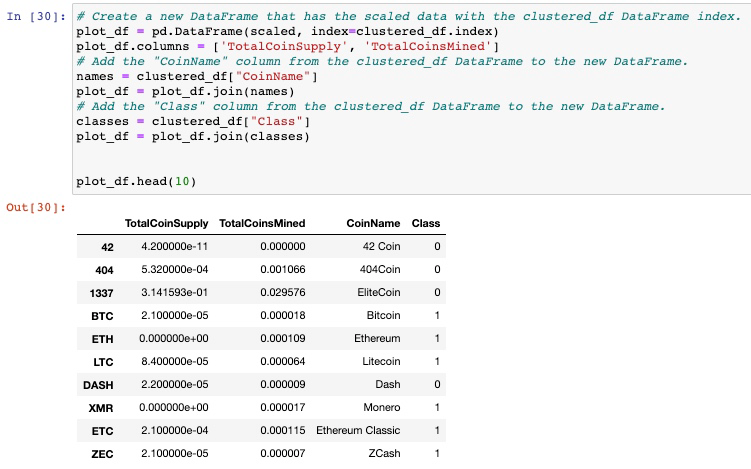 In [30]: # Create a new DataFrame that has the scaled data with the clustered_df DataFrame index.
plot_df = pd.DataFrame(scaled, index=clustered_df.index)
plot_df.columns = ['TotalCoinSupply', 'TotalCoinsMined']
# Add the "CoinName" column from the clustered_df DataFrame to the new DataFrame.
names = clustered_df["CoinName"]
plot_df = plot_df.join(names)
# Add the "Class" column from the clustered_df DataFrame to the new DataFrame.
classes = clustered_df["Class"]
plot_df = plot_df.join(classes)
plot_df.head(10)
Out[30]:
TotalCoinSupply TotalCoinsMined CoinName Class
42 4.200000e-11 0.000000 42 Coin 0
404 5.320000e-04 0.001066 404Coin 0
1337 3.141593e-01 0.029576 EliteCoin 0
BTC 2.100000e-05 0.000018 Bitcoin 1
ETH 0.000000e+00 0.000109 Ethereum 1
LTC 8.400000e-05 0.000064 Litecoin 1
DASH 2.200000e-05 0.000009 Dash 0
XMR 0.000000e+00 0.000017 Monero 1
ETC 2.100000e-04 0.000115 Ethereum Classic 1
ZEC 2.100000e-05 0.000007 ZCash 1